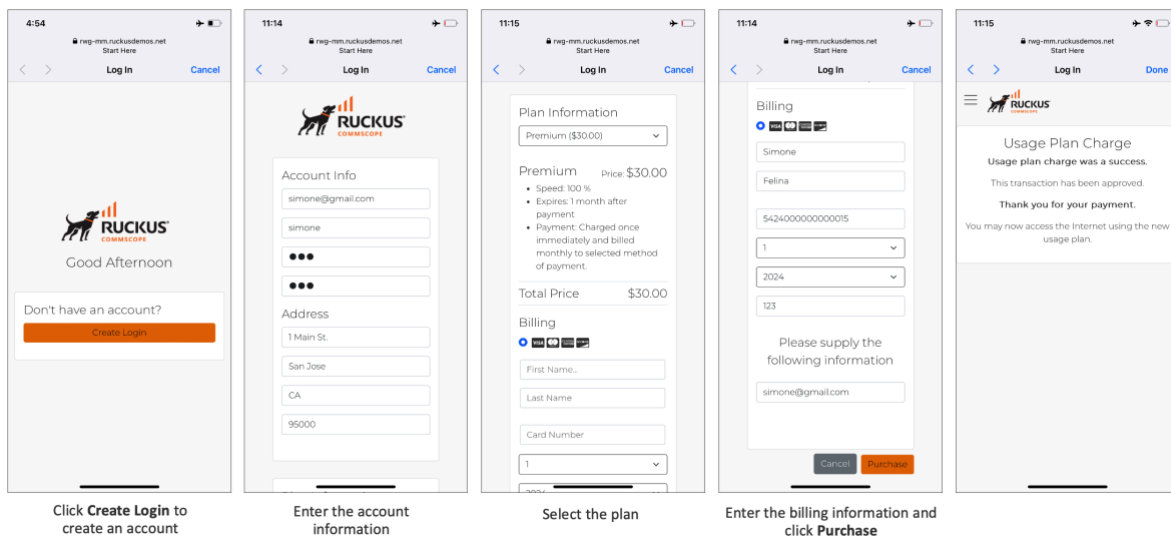 4:54
rwg-mm.ruckusdemos.net
Start Here
Log In
Cancel
RUCKUS
COMMSCOPE
Good Afternoon
Don't have an account?
Create Login
Click Create Login to
create an account
11:14
rwg-mm.ruckusdemos.net
Start Here
Log In
Cancel
RUCKUS
COMMSCOPE
Account Info
simone@gmail.com
simone
●●●
●●●
Address
1 Main St.
San Jose
CA
95000
Enter the account
information
11:15
rwg-mm.ruckusdemos.net
Start Here
Log In
Cancel
Plan Information
Premium ($30.00)
Premium Price: $30.00
• Speed: 100 %
• Expires: 1 month after
payment
• Payment: Charged once
immediately and billed
monthly to selected method
of payment.
Total Price $30.00
Billing
VISA
First Name...
Last Name
Card Number
1
2024
Select the plan
11:14
rwg-mm.ruckusdemos.net
Start Here
Log In
Cancel
Billing
VISA
Simone
Felina
5424000000000015
1
2024
123
Please supply the
following information
simone@gmail.com
Cancel Purchase
Enter the billing information and
click Purchase
11:15
rwg-mm.ruckusdemos.net
Start Here
Log In
Done
RUCKUS
COMMSCOPE
Usage Plan Charge
Usage plan charge was a success.
This transaction has been approved.
Thank you for your payment.
You may now access the Internet using the new
usage plan.